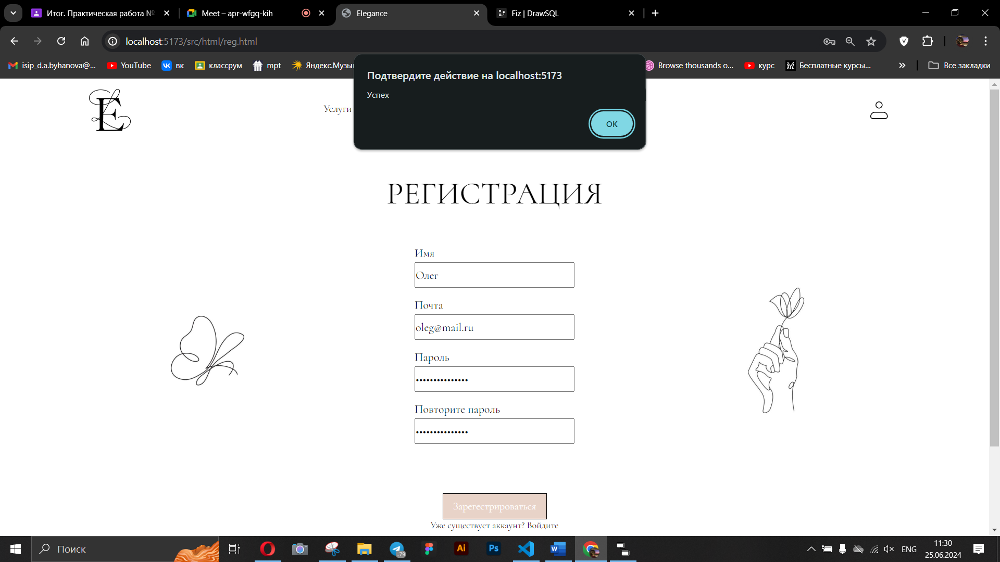 Итог. Практическая работа №
Meet – apr-wfgq-kih
Elegance
Fiz | DrawSQL
localhost:5173/src/html/reg.html
isip_d.a.byhanova@...
YouTube
вк
классрум
mpt
Яндекс.Музы
Browse thousands o...
курс
Бесплатные курсы...
Все закладки
Подтвердите действие на localhost:5173
Успех
ОК
E
Услуги
РЕГИСТРАЦИЯ
Имя
Олег
Почта
oleg@mail.ru
Пароль
•••••••••••••••
Повторите пароль
•••••••••••••••
Зарегестрироваться
Уже существует аккаунт? Войдите
Поиск
..79
Ai
Ps
ENG
11:30
25.06.2024